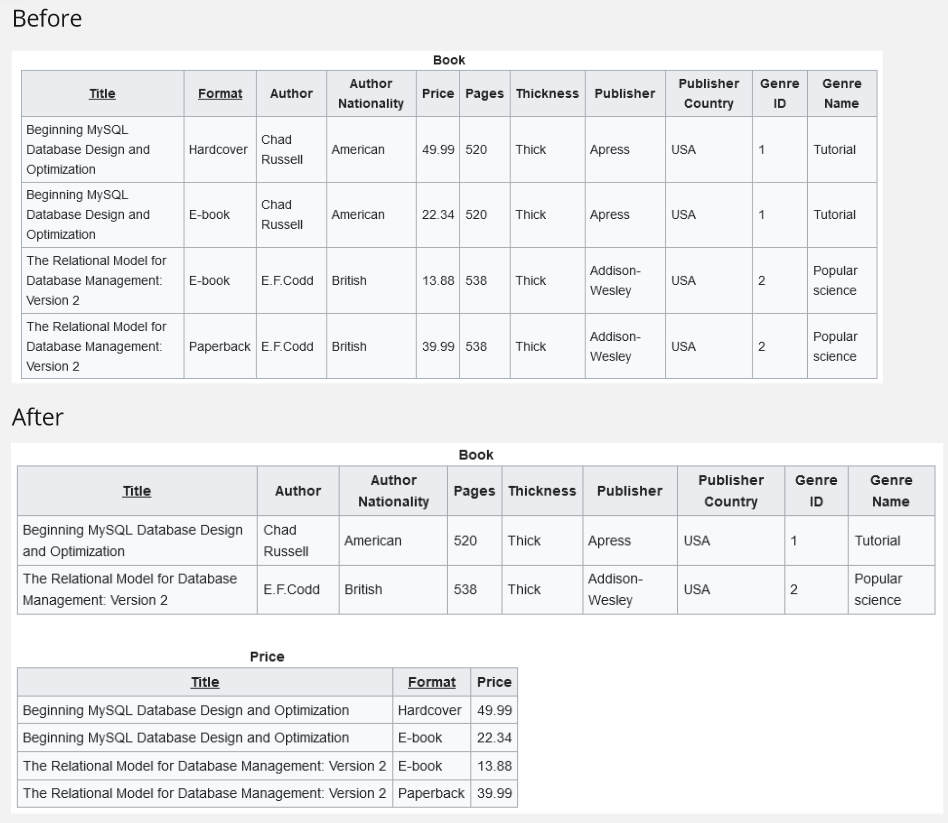 Before
Book
Title Format Author Author Nationality Price Pages Thickness Publisher Publisher Country Genre ID Genre Name
Beginning MySQL Database Design and Optimization Hardcover Chad Russell American 49.99 520 Thick Apress USA 1 Tutorial
Beginning MySQL Database Design and Optimization E-book Chad Russell American 22.34 520 Thick Apress USA 1 Tutorial
The Relational Model for Database Management: Version 2 E-book E.F.Codd British 13.88 538 Thick Addison-Wesley USA 2 Popular science
The Relational Model for Database Management: Version 2 Paperback E.F.Codd British 39.99 538 Thick Addison-Wesley USA 2 Popular science
After
Book
Title Author Author Nationality Pages Thickness Publisher Publisher Country Genre ID Genre Name
Beginning MySQL Database Design and Optimization Chad Russell American 520 Thick Apress USA 1 Tutorial
The Relational Model for Database Management: Version 2 E.F.Codd British 538 Thick Addison-Wesley USA 2 Popular science
Price
Title Format Price
Beginning MySQL Database Design and Optimization Hardcover 49.99
Beginning MySQL Database Design and Optimization E-book 22.34
The Relational Model for Database Management: Version 2 E-book 13.88
The Relational Model for Database Management: Version 2 Paperback 39.99